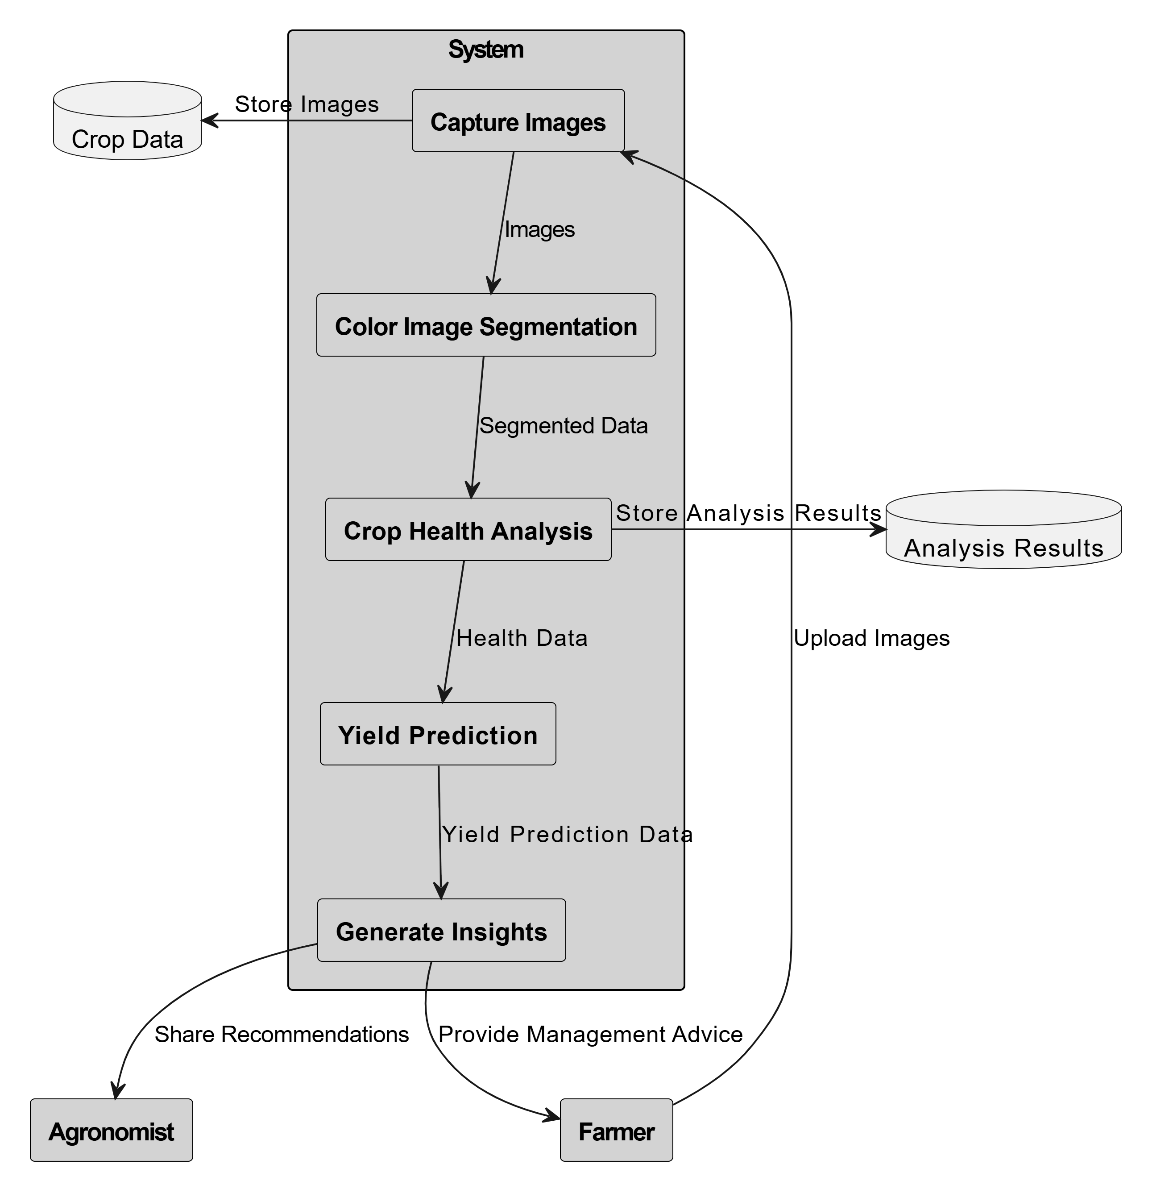 System
Store Images
Capture Images
Crop Data
Images
Color Image Segmentation
Segmented Data
Store Analysis Results
Crop Health Analysis
Analysis Results
Health Data
Upload Images
Yield Prediction
Yield Prediction Data
Generate Insights
Share Recommendations
Provide Management Advice
Agronomist
Farmer